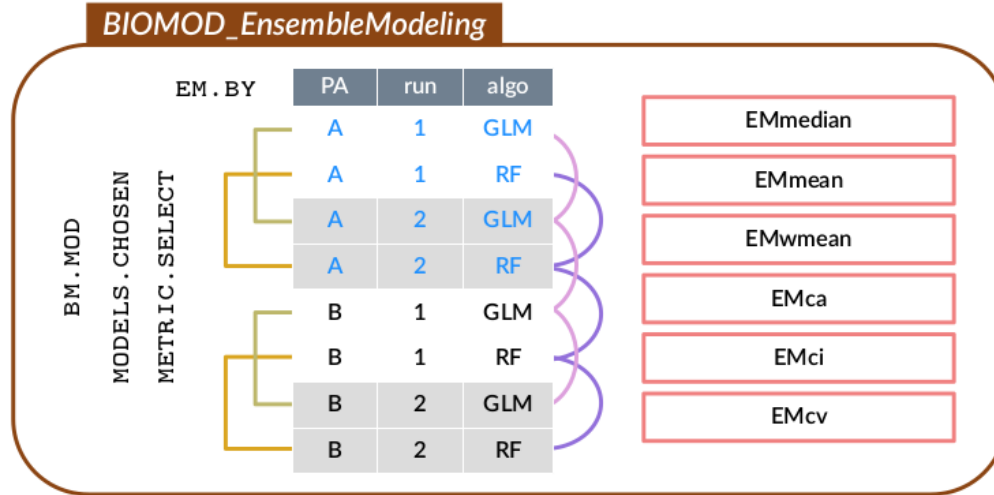 BIOMOD_EnsembleModeling
EM.BY
PA run algo
A 1 GLM
A 1 RF
A 2 GLM
A 2 RF
B 1 GLM
B 1 RF
B 2 GLM
B 2 RF
BM.MOD
MODELS.CHOSEN
METRIC.SELECT
EMmedian
EMmean
EMwmean
EMca
EMci
EMcv